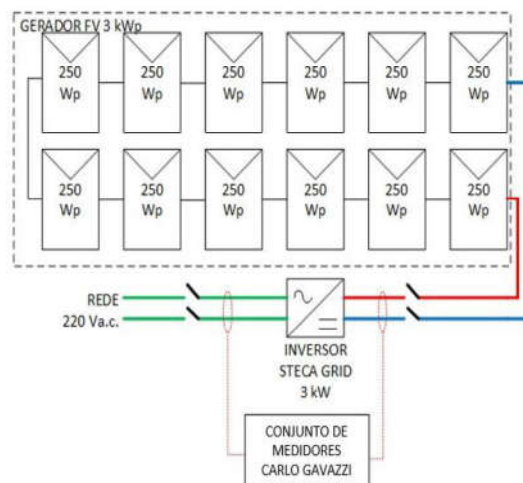 GERADOR FV 3 kWp
250
Wp
250
Wp
250
Wp
250
Wp
250
Wp
250
Wp
250
Wp
250
Wp
250
Wp
250
Wp
250
Wp
250
Wp
REDE
220 Va.c.
INVERSOR
STECA GRID
3 kW
CONJUNTO DE
MEDIDORES
CARLO GAVAZZI